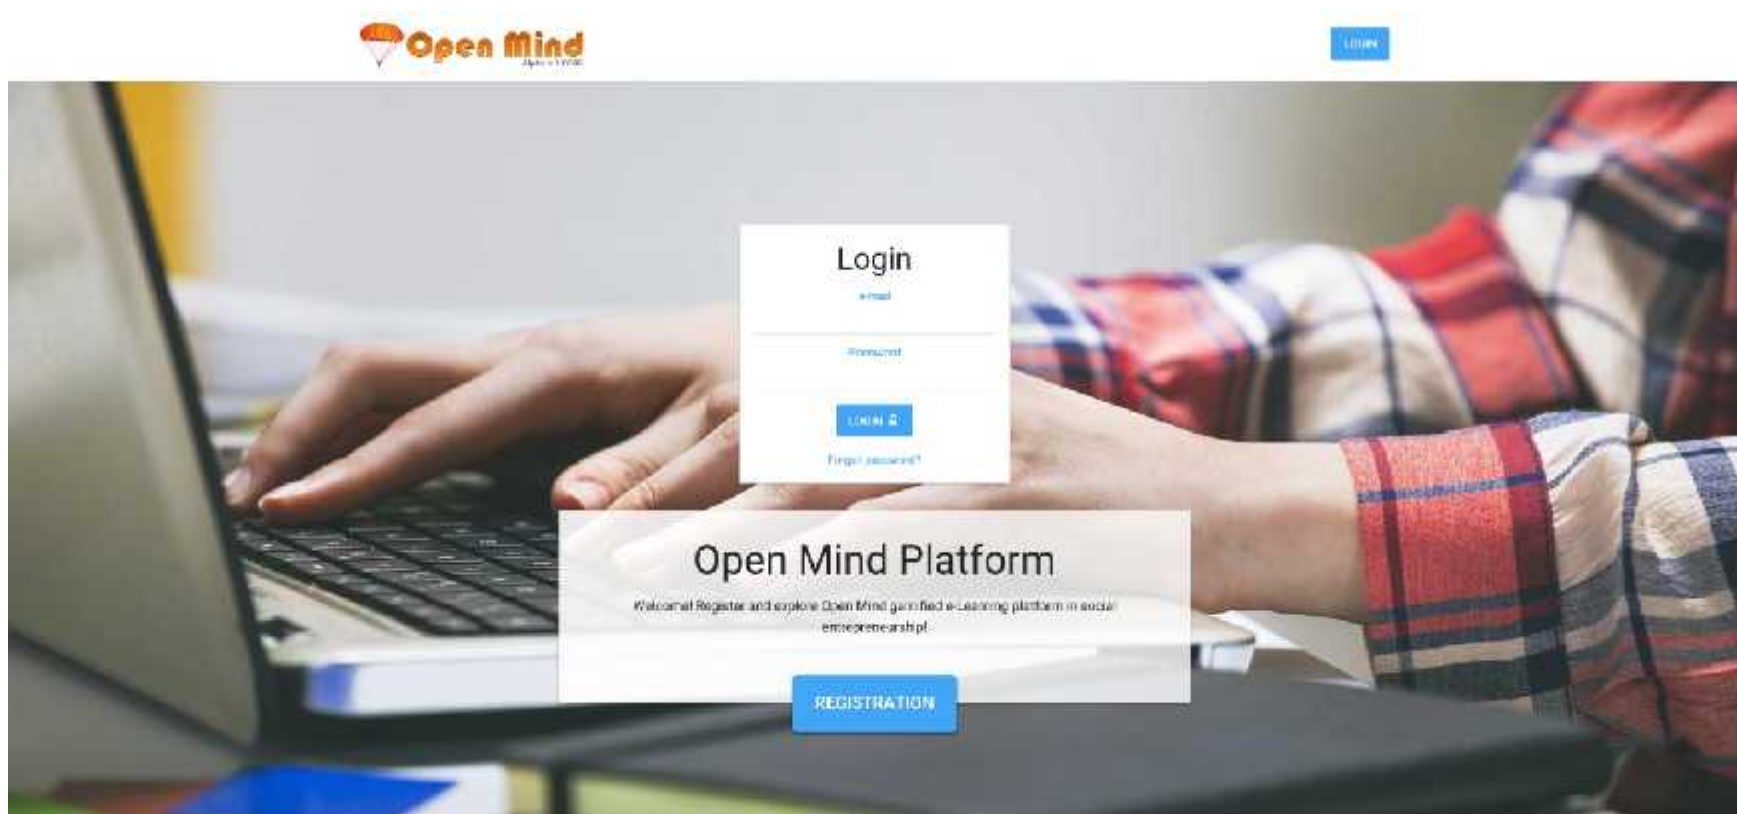 Open Mind
LOGIN
Login
e-mail
Password
LOGIN
Forgot password?
Open Mind Platform
Welcome! Register and explore Open Mind gamified e-Learning platform in social
entrepreneurship!
REGISTRATION